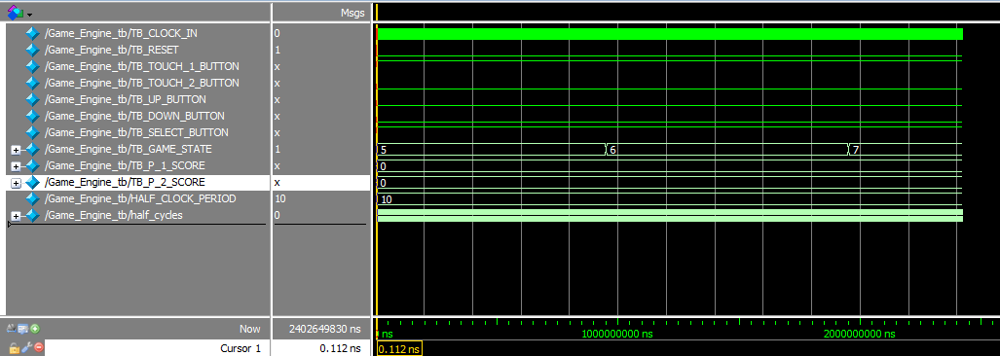 Msgs
/Game_Engine_tb/TB_CLOCK_IN 0
/Game_Engine_tb/TB_RESET 1
/Game_Engine_tb/TB_TOUCH_1_BUTTON x
/Game_Engine_tb/TB_TOUCH_2_BUTTON x
/Game_Engine_tb/TB_UP_BUTTON x
/Game_Engine_tb/TB_DOWN_BUTTON x
/Game_Engine_tb/TB_SELECT_BUTTON x
/Game_Engine_tb/TB_GAME_STATE 1 5 6 7
/Game_Engine_tb/TB_P_1_SCORE x 0
/Game_Engine_tb/TB_P_2_SCORE x 0
/Game_Engine_tb/HALF_CLOCK_PERIOD 10 10
/Game_Engine_tb/half_cycles 0
Now 2402649830 ns ns 1000000000 ns 2000000000 ns
Cursor 1 0.112 ns 0.112 ns